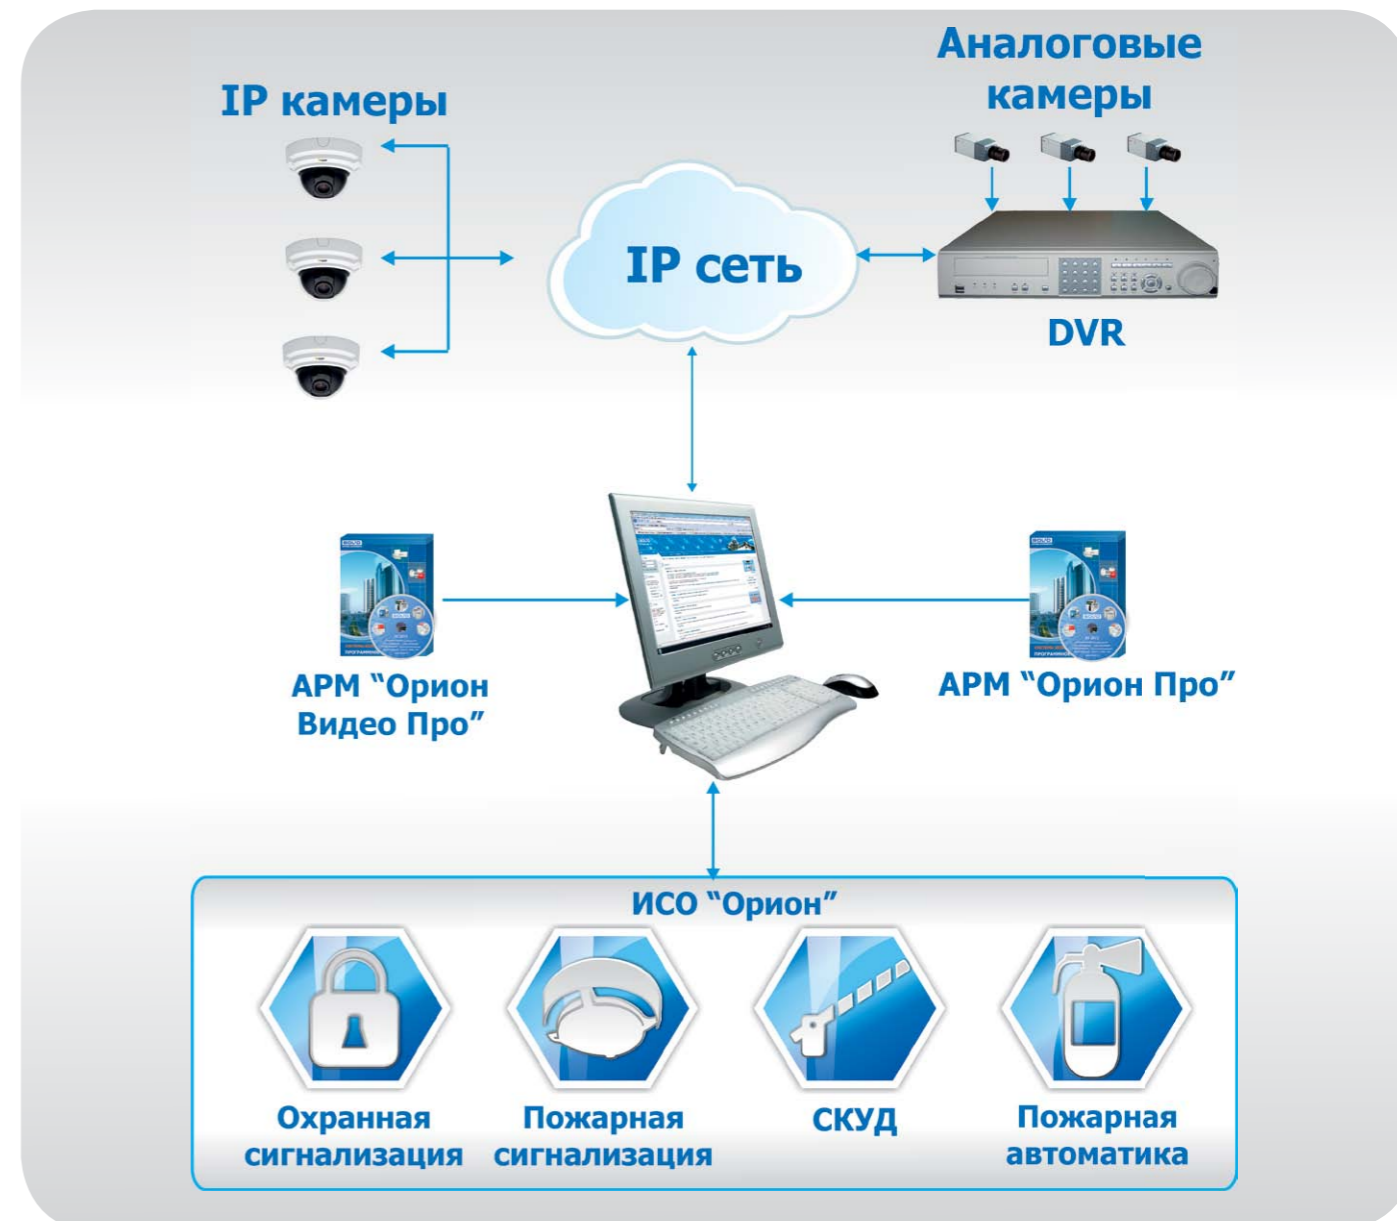 Аналоговые
камеры
IP камеры
IP сеть
DVR
АРМ “Орион
Видео Про”
АРМ “Орион Про”
ИСО “Орион”
Охранная
сигнализация
Пожарная
сигнализация
СКУД
Пожарная
автоматика